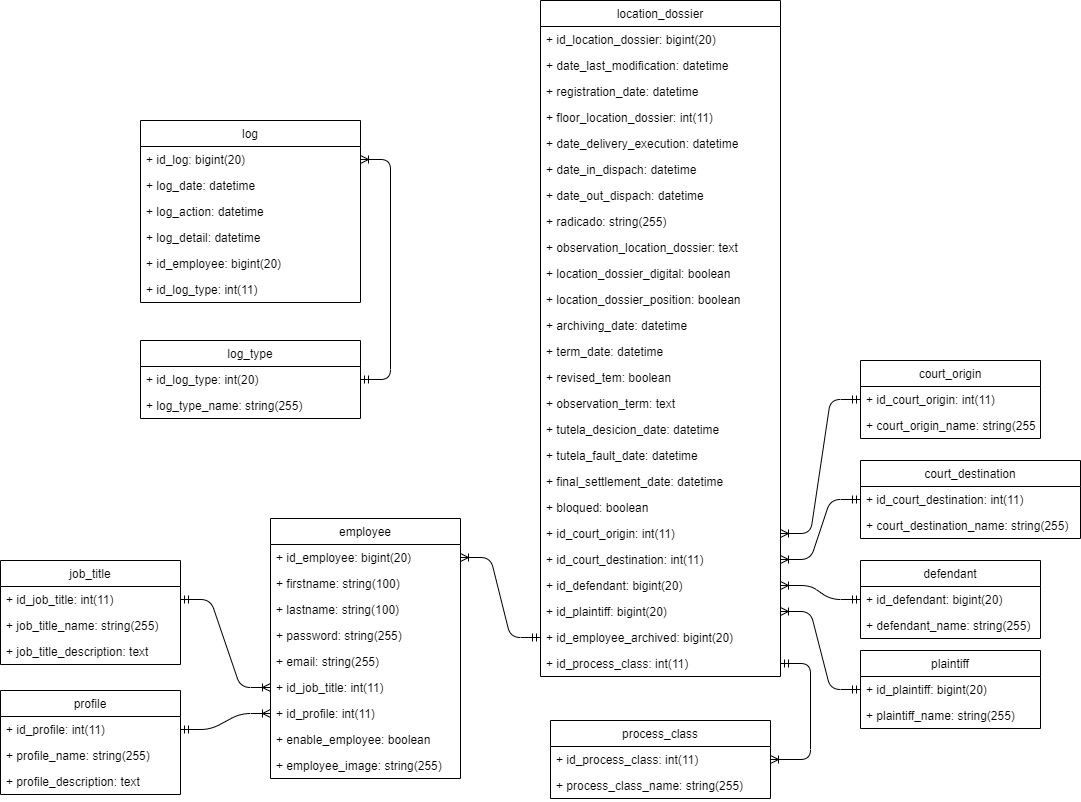 location_dossier
+ id_location_dossier: bigint(20)
+ date_last_modification: datetime
+ registration_date: datetime
+ floor_location_dossier: int(11)
+ date_delivery_execution: datetime
+ date_in_dispach: datetime
+ date_out_dispach: datetime
+ radicado: string(255)
+ observation_location_dossier: text
+ location_dossier_digital: boolean
+ location_dossier_position: boolean
+ archiving_date: datetime
+ term_date: datetime
+ revised_tem: boolean
+ observation_term: text
+ tutela_desicion_date: datetime
+ tutela_fault_date: datetime
+ final_settlement_date: datetime
+ bloqued: boolean
+ id_court_origin: int(11)
+ id_court_destination: int(11)
+ id_defendant: bigint(20)
+ id_plaintiff: bigint(20)
+ id_employee_archived: bigint(20)
+ id_process_class: int(11)
log
+ id_log: bigint(20)
+ log_date: datetime
+ log_action: datetime
+ log_detail: datetime
+ id_employee: bigint(20)
+ id_log_type: int(11)
log_type
+ id_log_type: int(20)
+ log_type_name: string(255)
court_origin
+ id_court_origin: int(11)
+ court_origin_name: string(255
court_destination
+ id_court_destination: int(11)
+ court_destination_name: string(255)
employee
+ id_employee: bigint(20)
+ firstname: string(100)
+ lastname: string(100)
+ password: string(255)
+ email: string(255)
+ id_job_title: int(11)
+ id_profile: int(11)
+ enable_employee: boolean
+ employee_image: string(255)
job_title
+ id_job_title: int(11)
+ job_title_name: string(255)
+ job_title_description: text
defendant
+ id_defendant: bigint(20)
+ defendant_name: string(255)
plaintiff
+ id_plaintiff: bigint(20)
+ plaintiff_name: string(255)
profile
+ id_profile: int(11)
+ profile_name: string(255)
+ profile_description: text
process_class
+ id_process_class: int(11)
+ process_class_name: string(255)